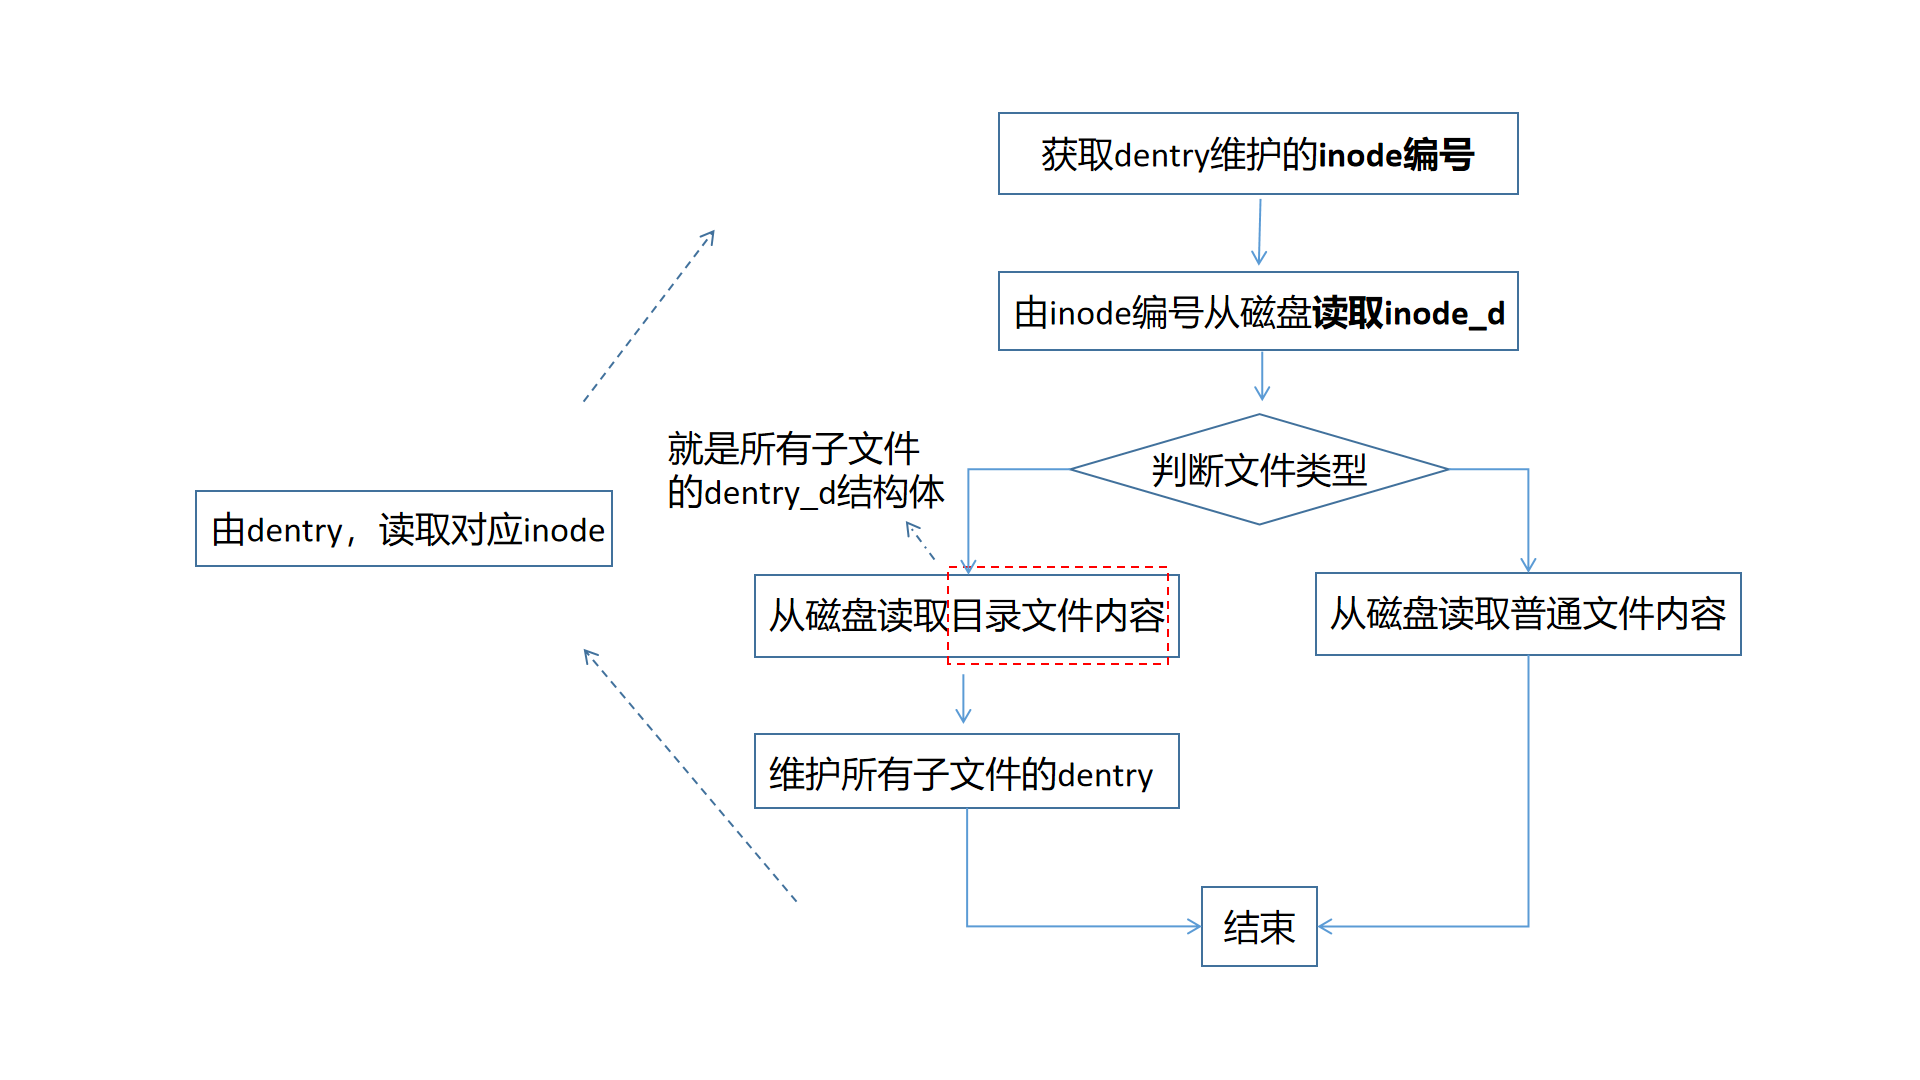 获取dentry维护的inode编号
由inode编号从磁盘读取inode_d
判断文件类型
就是所有子文件
的dentry_d结构体
由dentry，读取对应inode
从磁盘读取目录文件内容
从磁盘读取普通文件内容
维护所有子文件的dentry
结束